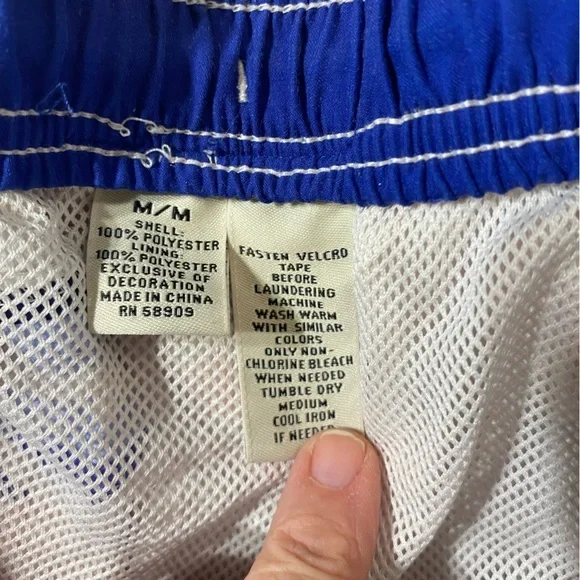 M/M
SHELL:
100% POLYESTER
LINING:
100% POLYESTER
EXCLUSIVE OF
DECORATION
MADE IN CHINA
RN 58909
FASTEN VELCRO
TAPE
BEFORE
LAUNDERING
MACHINE
WASH WARM
WITH SIMILAR
COLORS
ONLY NON-
CHLORINE BLEACH
WHEN NEEDED
TUMBLE DRY
MEDIUM
COOL IRON
IF NEEDED